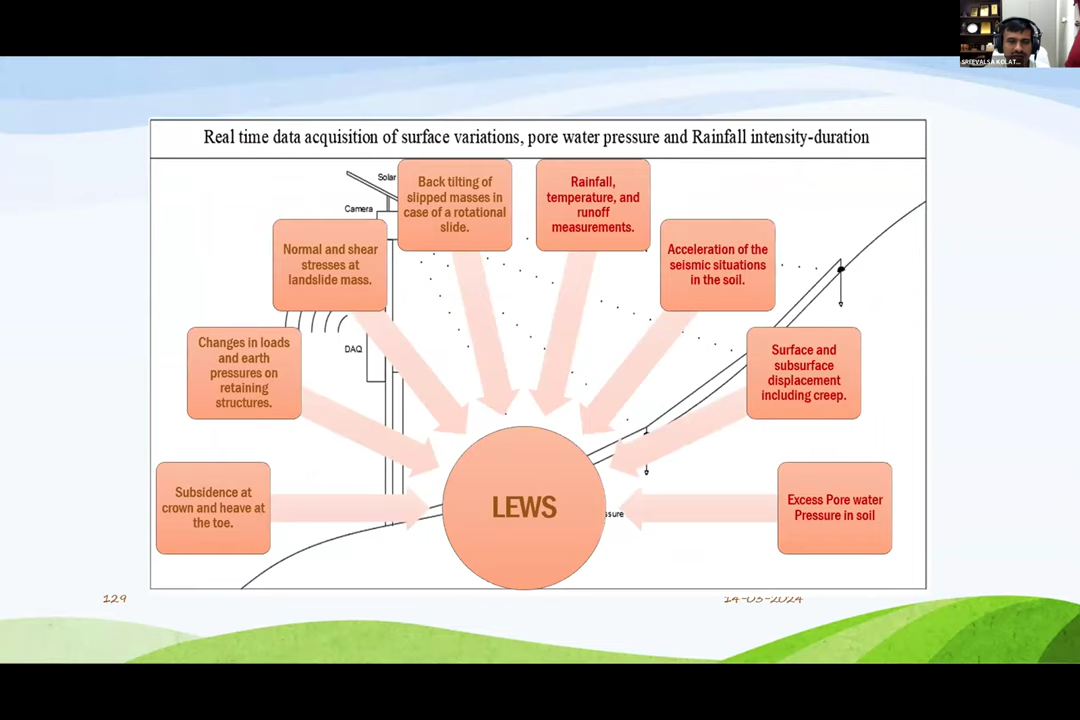 SREEVALSA KOLAT...
Real time data acquisition of surface variations, pore water pressure and Rainfall intensity-duration
Solar
Camera
DAQ
Back tilting of
slipped masses in
case of a rotational
slide.
Rainfall,
temperature, and
runoff
measurements.
Normal and shear
stresses at
landslide mass.
Acceleration of the
seismic situations
in the soil.
Changes in loads
and earth
pressures on
retaining
structures.
Surface and
subsurface
displacement
including creep.
Subsidence at
crown and heave at
the toe.
LEWS
ssure
Excess Pore water
Pressure in soil
129
14-03-2024